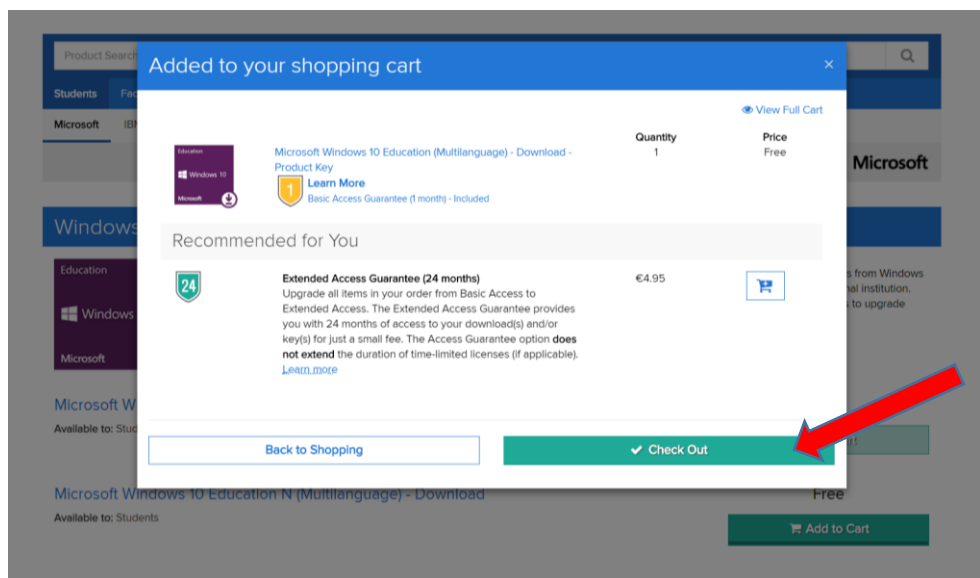 Product Search
Added to your shopping cart
×
Students Fac
View Full Cart
Microsoft IBM
Quantity Price
Education
Windows 10
Microsoft
Microsoft Windows 10 Education (Multilanguage) - Download -
Product Key
1 Free
1
Learn More
Basic Access Guarantee (1 month) - Included
Microsoft
Windows
Recommended for You
Education
Windows
Microsoft
24
Extended Access Guarantee (24 months)
€4.95
Upgrade all items in your order from Basic Access to
Extended Access. The Extended Access Guarantee provides
you with 24 months of access to your download(s) and/or
key(s) for just a small fee. The Access Guarantee option does
not extend the duration of time-limited licenses (if applicable).
Learn more
s from Windows
nal institution.
to upgrade
Microsoft W
Available to: Stud
Back to Shopping
Check Out
Microsoft Windows 10 Education N (Multilanguage) - Download
Free
Available to: Students
Add to Cart